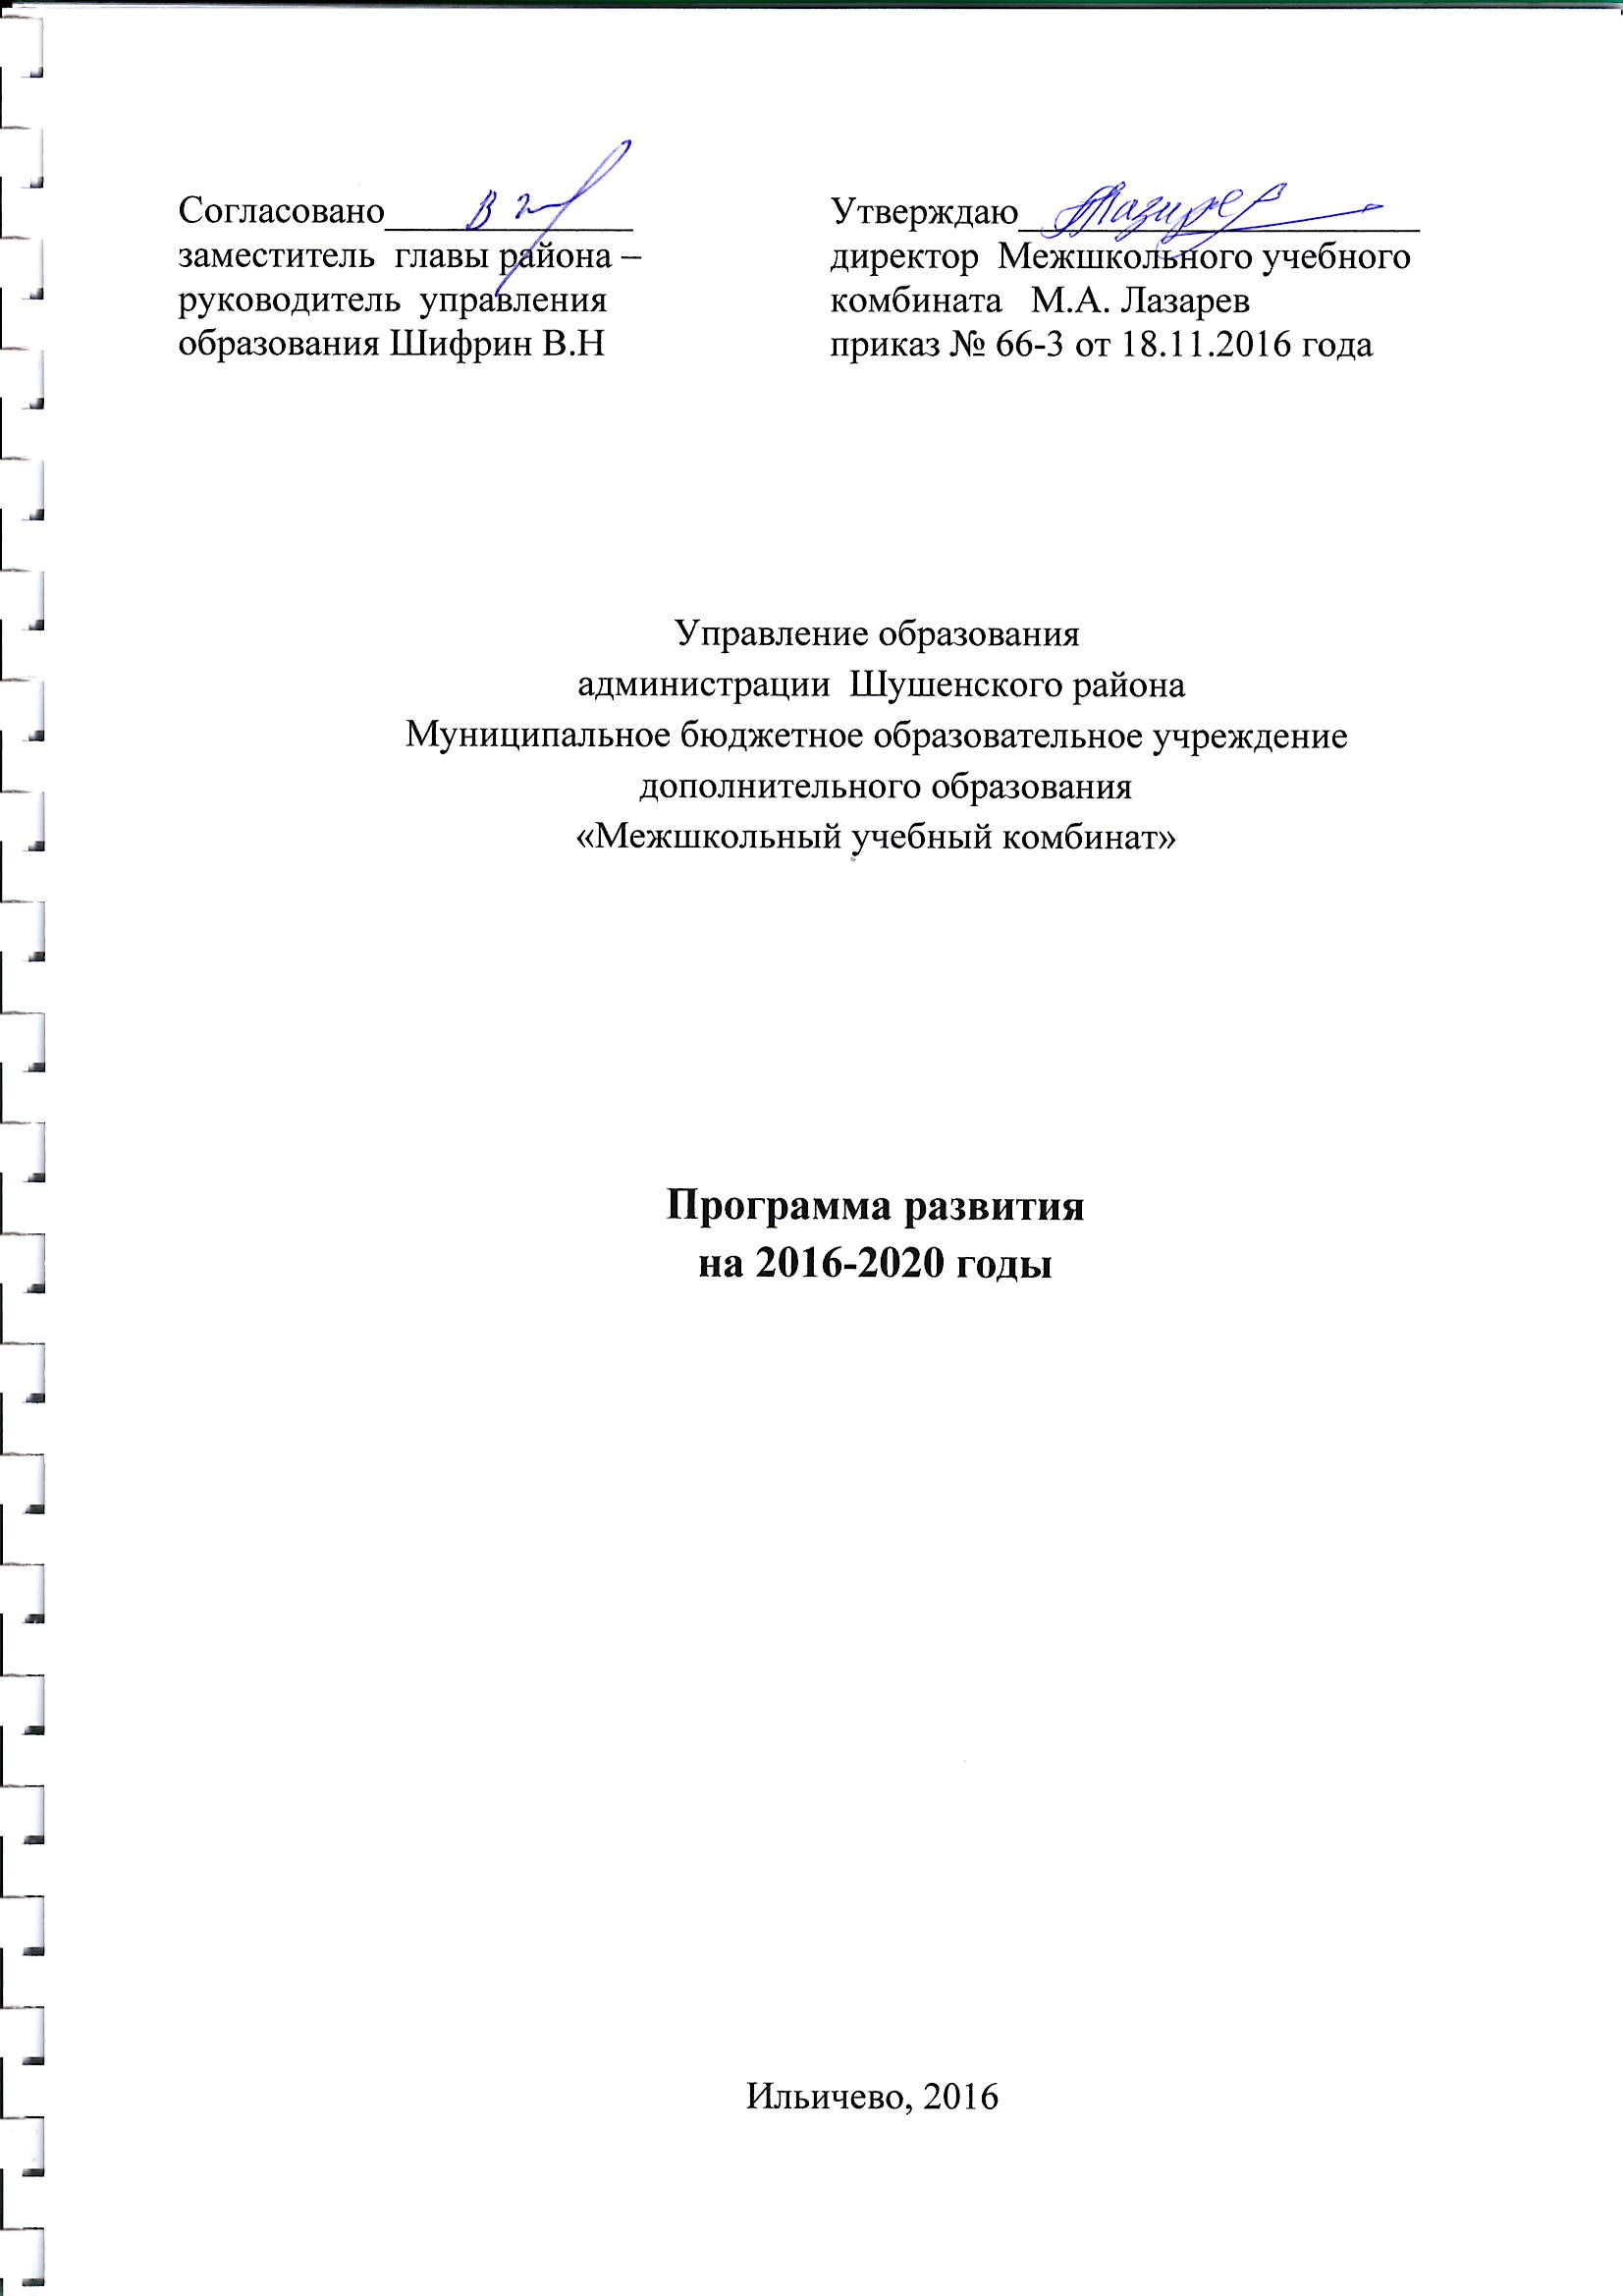 Согласовано
заместитель главы района –
руководитель управления
образования Шифрин В.Н
Утверждаю
директор Межшкольного учебного
комбината М.А. Лазарев
приказ № 66-3 от 18.11.2016 года
Управление образования
администрации Шушенского района
Муниципальное бюджетное образовательное учреждение
дополнительного образования
«Межшкольный учебный комбинат»
Программа развития
на 2016-2020 годы
Ильичево, 2016